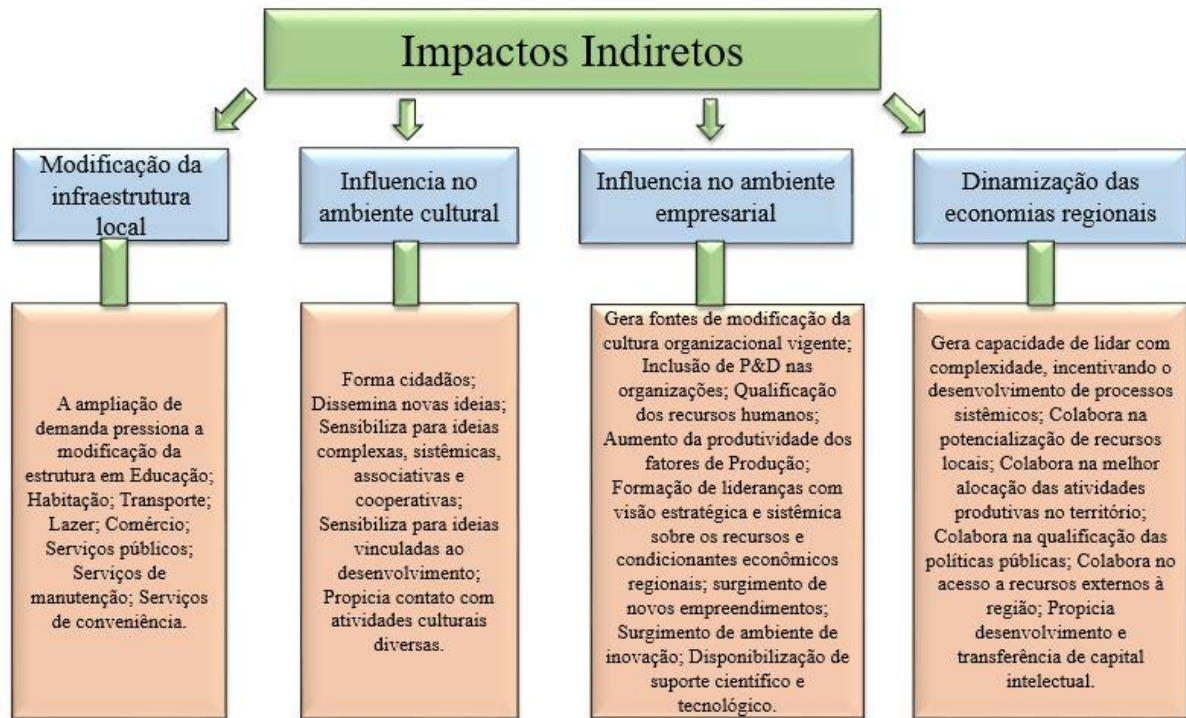 Impactos Indiretos
Modificação da
infraestrutura
local
Influencia no
ambiente cultural
Influencia no ambiente
empresarial
Dinamização das
economias regionais
A ampliação de
demanda pressiona a
modificação da
estrutura em Educação;
Habitação; Transporte;
Lazer; Comércio;
Serviços públicos;
Serviços de
manutenção; Serviços
de conveniência.
Forma cidadãos;
Dissemina novas ideias;
Sensibiliza para ideias
complexas, sistêmicas,
associativas e
cooperativas;
Sensibiliza para ideias
vinculadas ao
desenvolvimento;
Propicia contato com
atividades culturais
diversas.
Gera fontes de modificação da
cultura organizacional vigente;
Inclusão de P&D nas
organizações; Qualificação
dos recursos humanos;
Aumento da produtividade dos
fatores de Produção;
Formação de lideranças com
visão estratégica e sistêmica
sobre os recursos e
condicionantes econômicos
regionais; surgimento de
novos empreendimentos;
Surgimento de ambiente de
inovação; Disponibilização de
suporte científico e
tecnológico.
Gera capacidade de lidar com
complexidade, incentivando o
desenvolvimento de processos
sistêmicos; Colabora na
potencialização de recursos
locais; Colabora na melhor
alocação das atividades
produtivas no território;
Colabora na qualificação das
políticas públicas; Colabora no
acesso a recursos externos à
região; Propicia
desenvolvimento e
transferência de capital
intelectual.